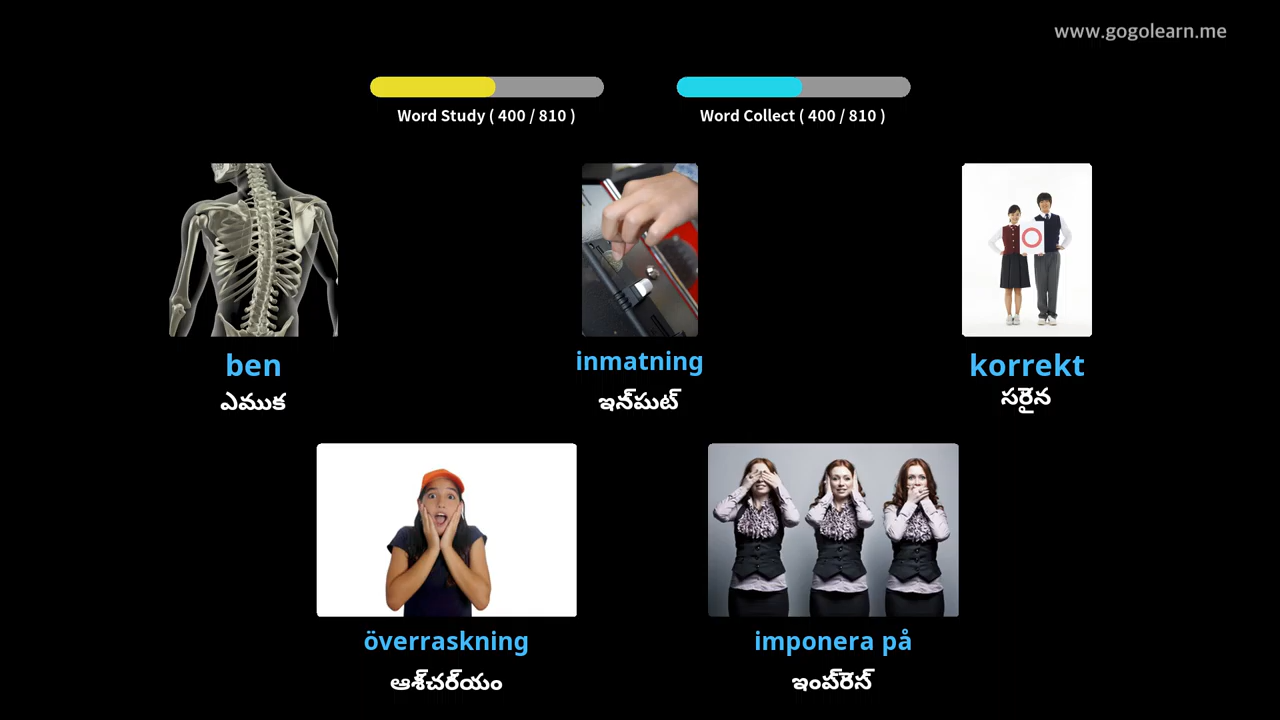 www.gogolearn.me
Word Study ( 400 / 810 )
Word Collect ( 400 / 810 )
ben
inmatning
korrekt
ఎముక
ఇన్‌పుట్
సరైన
överraskning
imponera på
ఆశ్‌చర్‌యం
ఇంప్‌రెస్